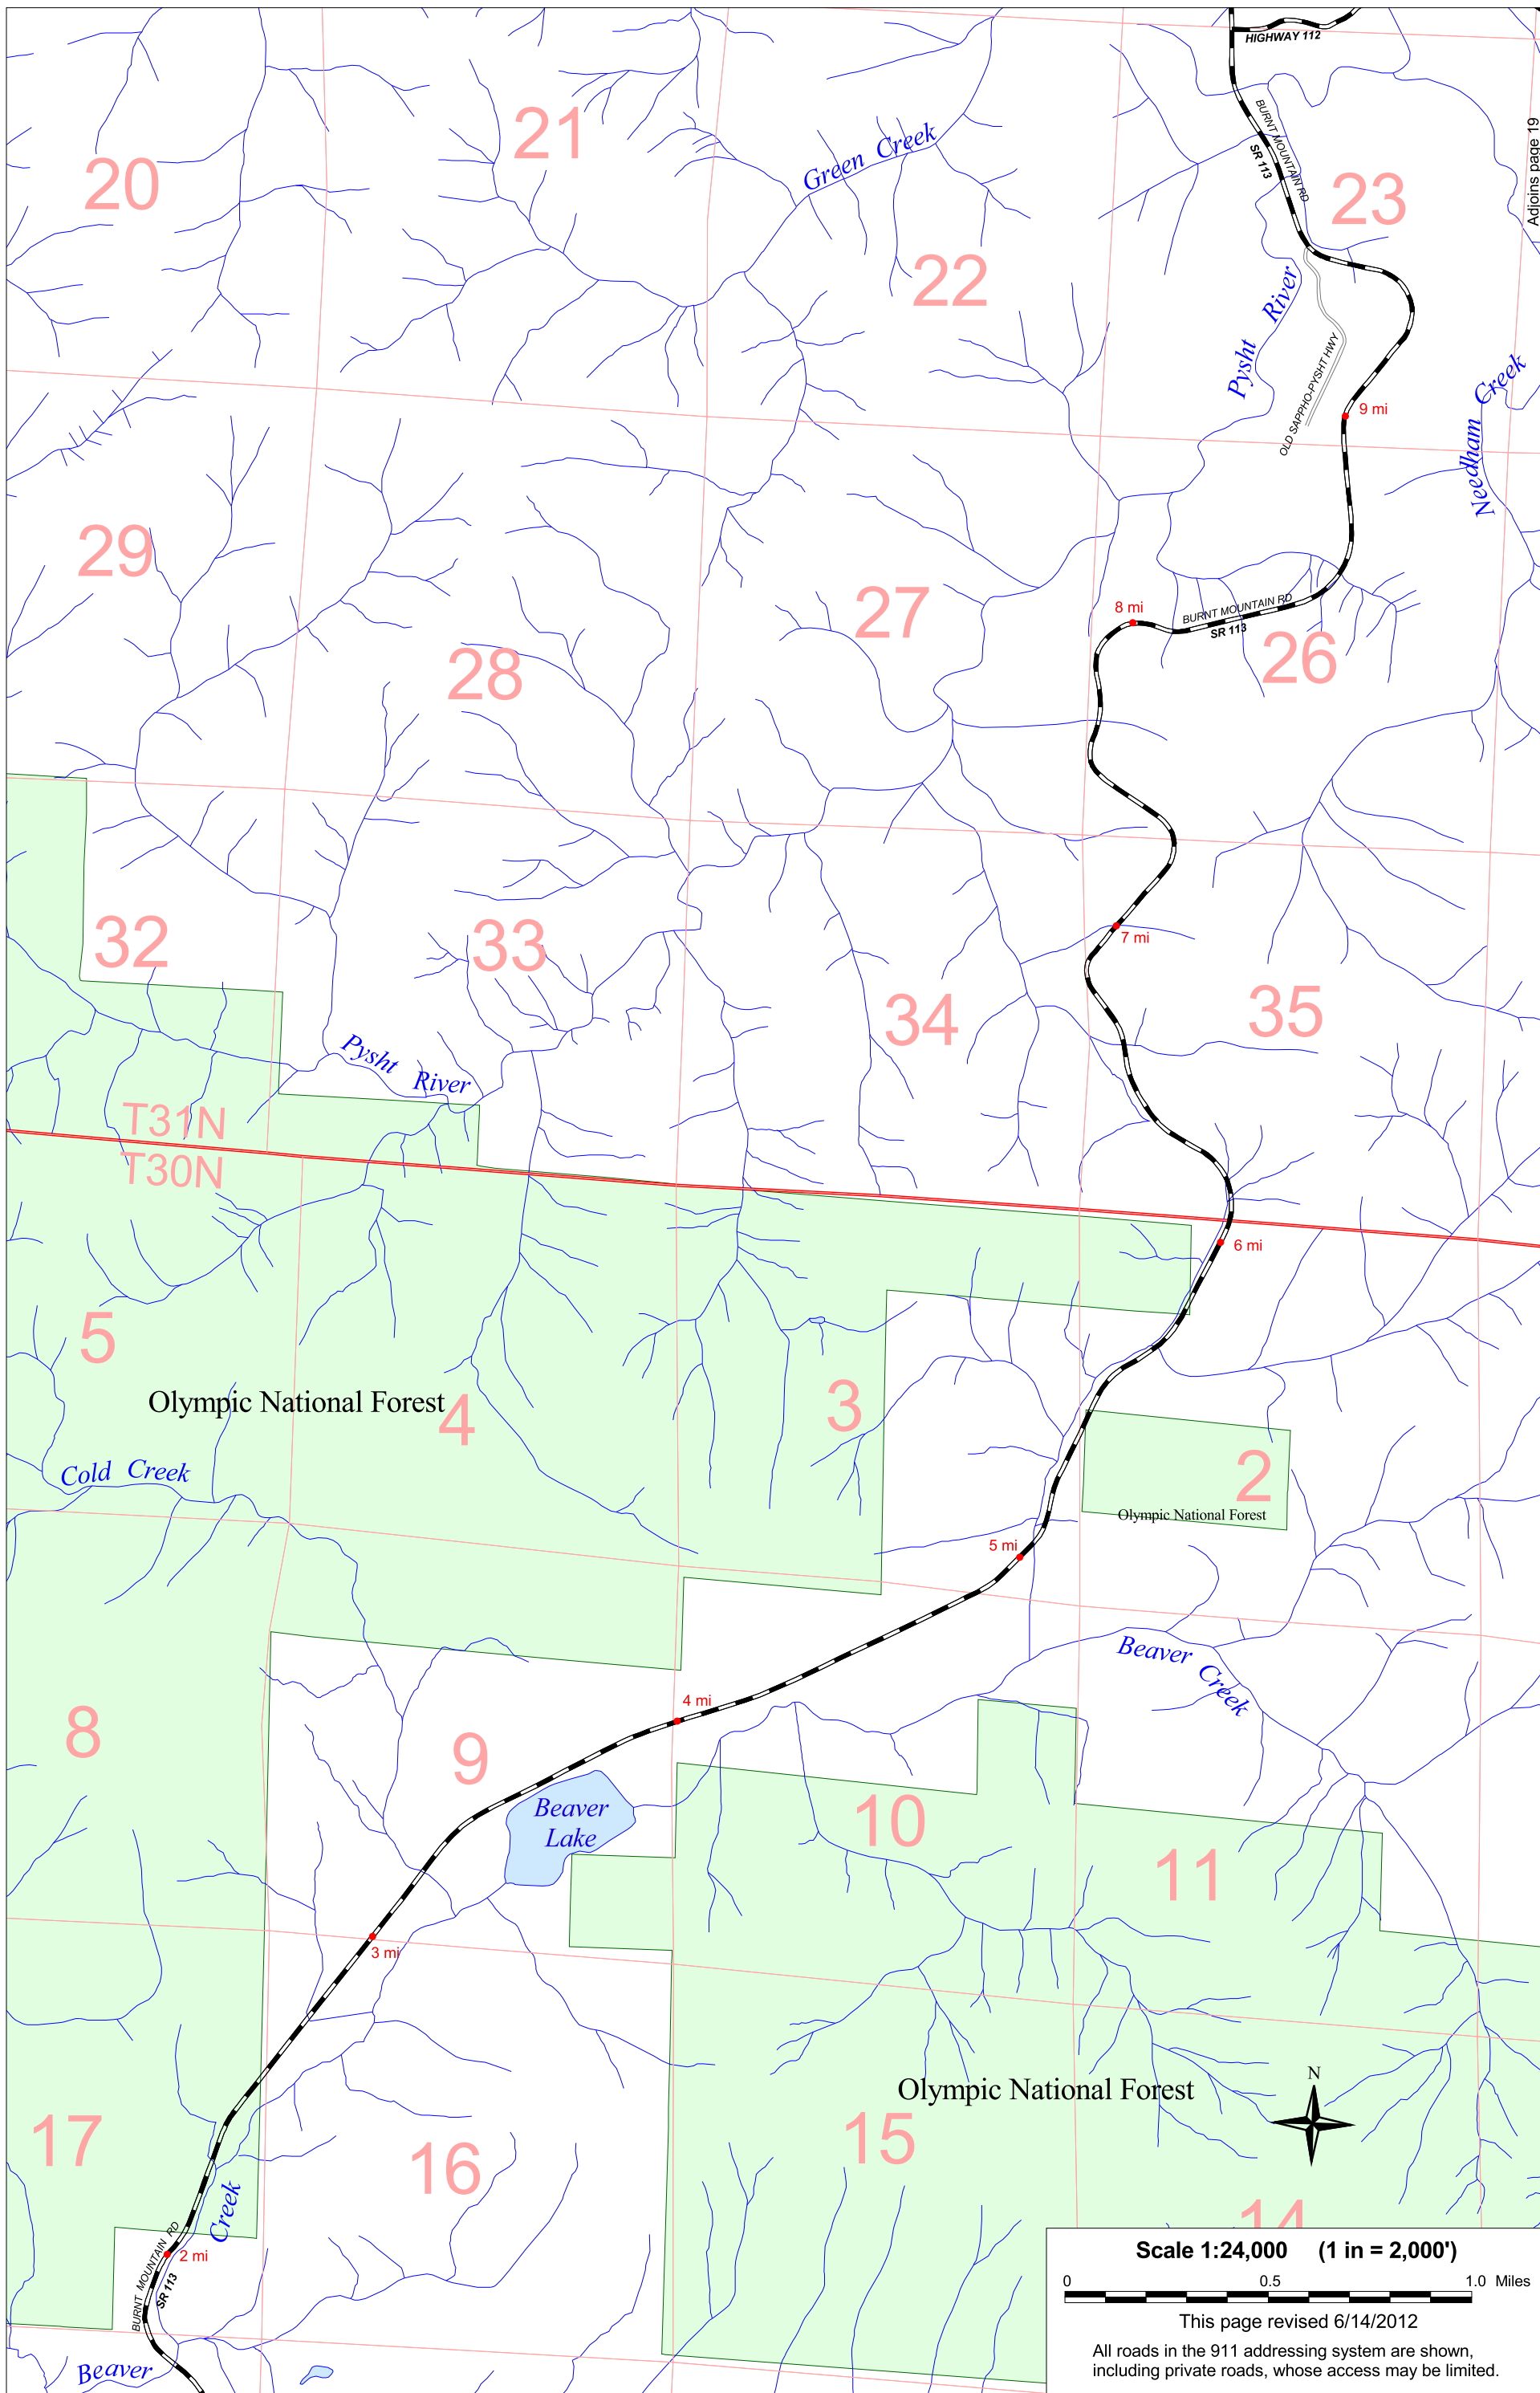 HIGHWAY 112
BURNT MOUNTAIN RD
SR 113
Adjoins page 19
21
20
Green Creek
23
22
Pysht River
OLD SAPPHO-PYSHT HWY
9 mi
Needham Creek
29
27
8 mi
BURNT MOUNTAIN RD
SR 113
26
28
32
33
7 mi
34
35
Pysht River
T31N
T30N
6 mi
5
Olympic National Forest
4
3
2
Cold Creek
Olympic National Forest
5 mi
Beaver Creek
4 mi
8
9
Beaver
Lake
10
11
3 mi
Olympic National Forest
N
17
16
15
14
Creek
BURNT MOUNTAIN RD
2 mi
SR 113
Beaver
Scale 1:24,000 (1 in = 2,000')
0 0.5 1.0 Miles
This page revised 6/14/2012
All roads in the 911 addressing system are shown,
including private roads, whose access may be limited.